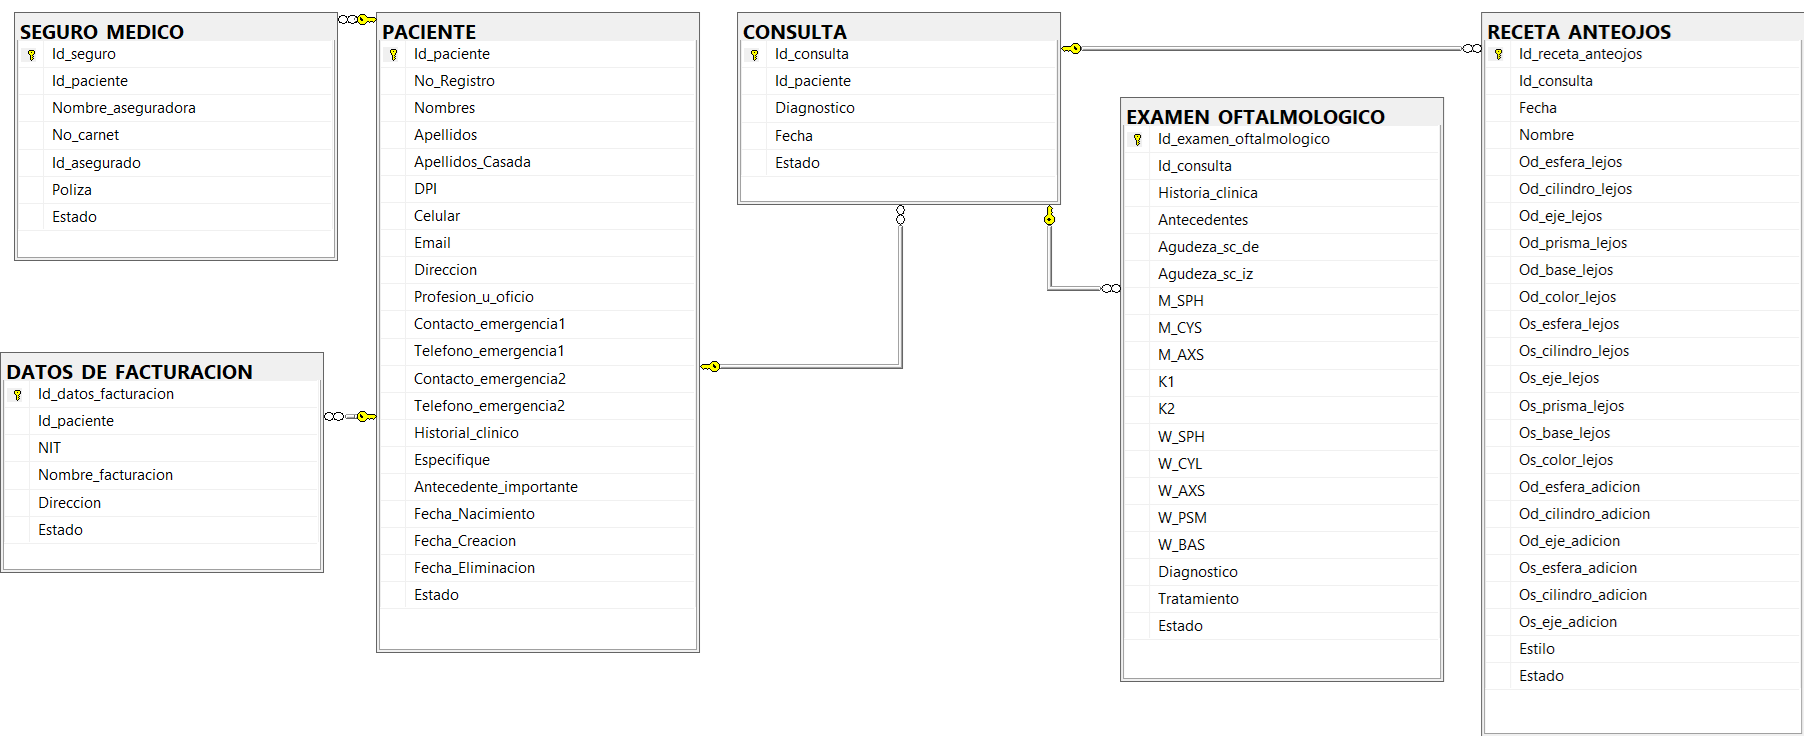 SEGURO MEDICO
Id_seguro
Id_paciente
Nombre_aseguradora
No_carnet
Id_asegurado
Poliza
Estado
DATOS DE FACTURACION
Id_datos_facturacion
Id_paciente
NIT
Nombre_facturacion
Direccion
Estado
PACIENTE
Id_paciente
No_Registro
Nombres
Apellidos
Apellidos_Casada
DPI
Celular
Email
Direccion
Profesion_u_oficio
Contacto_emergencia1
Telefono_emergencia1
Contacto_emergencia2
Telefono_emergencia2
Historial_clinico
Especifique
Antecedente_importante
Fecha_Nacimiento
Fecha_Creacion
Fecha_Eliminacion
Estado
CONSULTA
Id_consulta
Id_paciente
Diagnostico
Fecha
Estado
EXAMEN OFTALMOLOGICO
Id_examen_oftalmologico
Id_consulta
Historia_clinica
Antecedentes
Agudeza_sc_de
Agudeza_sc_iz
M_SPH
M_CYS
M_AXS
K1
K2
W_SPH
W_CYL
W_AXS
W_PSM
W_BAS
Diagnostico
Tratamiento
Estado
RECETA ANTEOJOS
Id_receta_anteojos
Id_consulta
Fecha
Nombre
Od_esfera_lejos
Od_cilindro_lejos
Od_eje_lejos
Od_prisma_lejos
Od_base_lejos
Od_color_lejos
Os_esfera_lejos
Os_cilindro_lejos
Os_eje_lejos
Os_prisma_lejos
Os_base_lejos
Os_color_lejos
Od_esfera_adicion
Od_cilindro_adicion
Od_eje_adicion
Os_esfera_adicion
Os_cilindro_adicion
Os_eje_adicion
Estilo
Estado